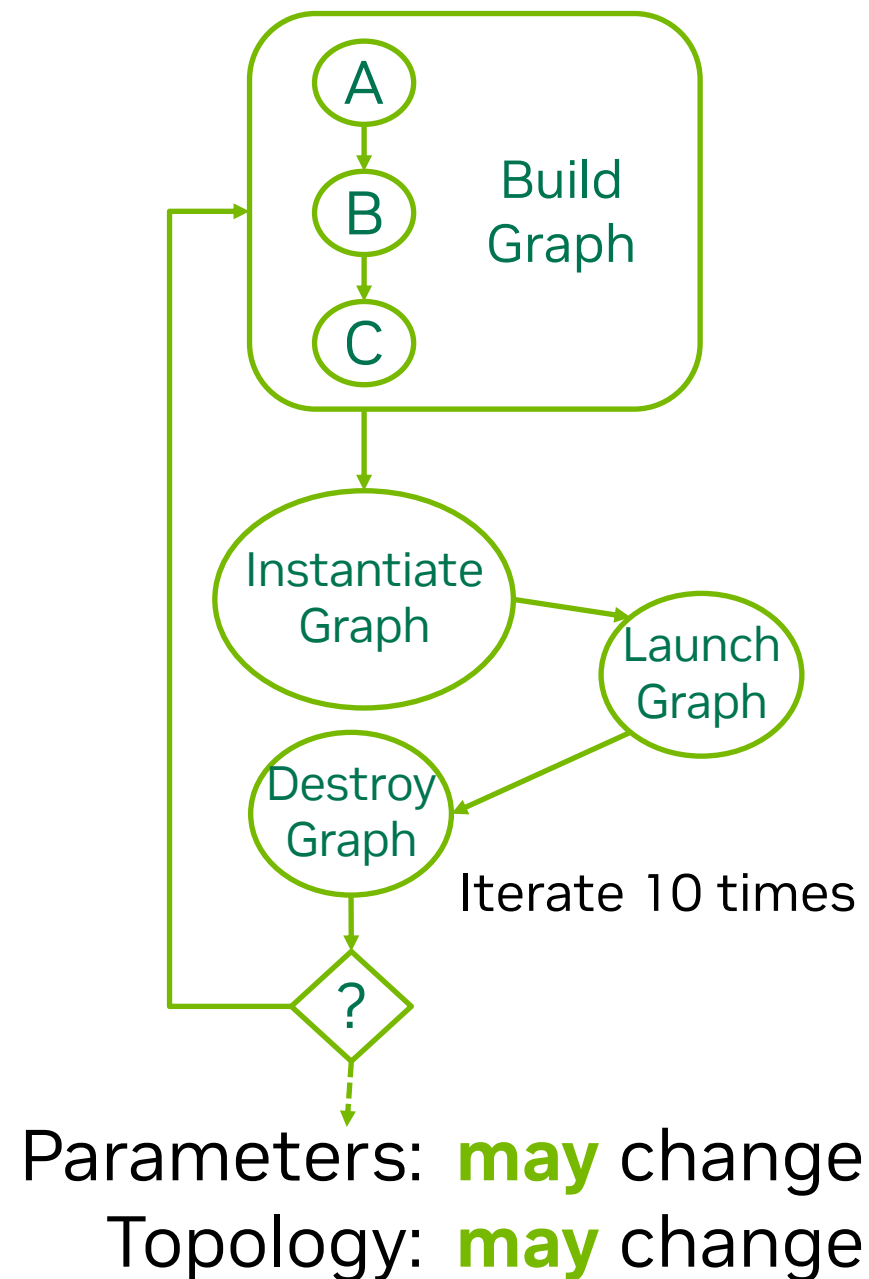 A
B
C
Build
Graph
Instantiate
Graph
Launch
Graph
Destroy
Graph
Iterate 10 times
?
Parameters: may change
Topology: may change